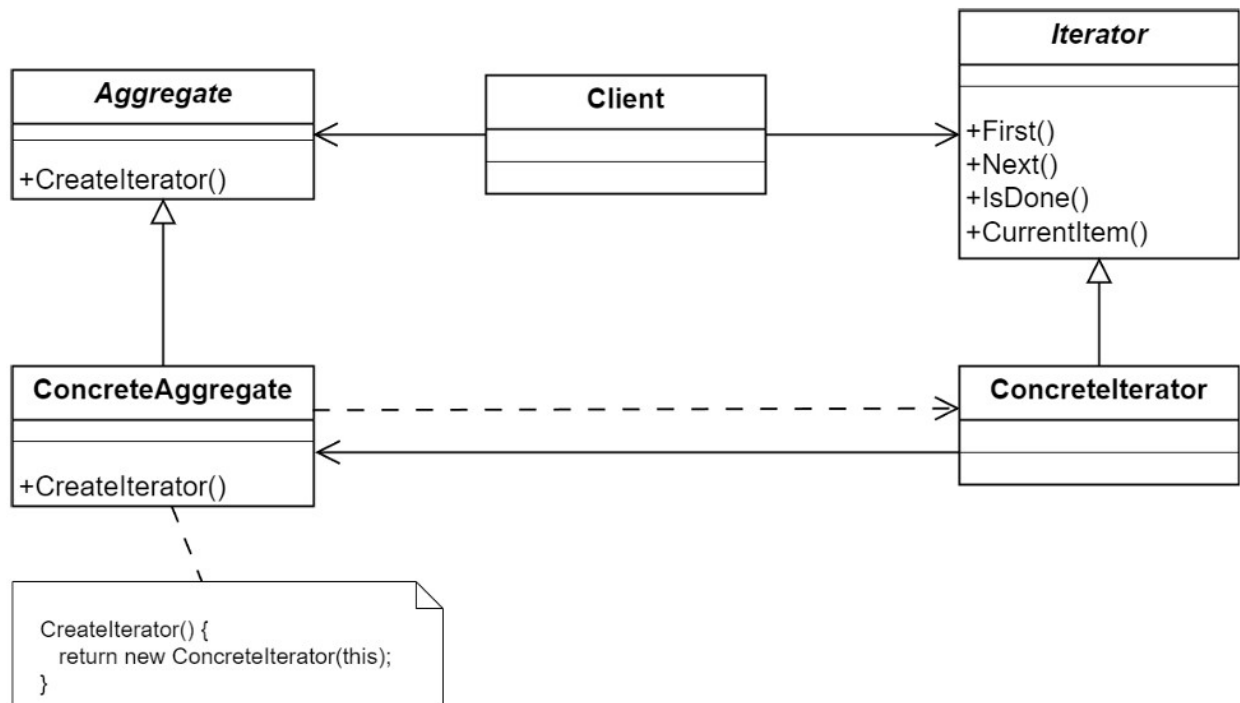 Aggregate
+CreateIterator()
Client
Iterator
+First()
+Next()
+IsDone()
+CurrentItem()
ConcreteAggregate
+CreateIterator()
ConcreteIterator
CreateIterator() {
return new ConcreteIterator(this);
}